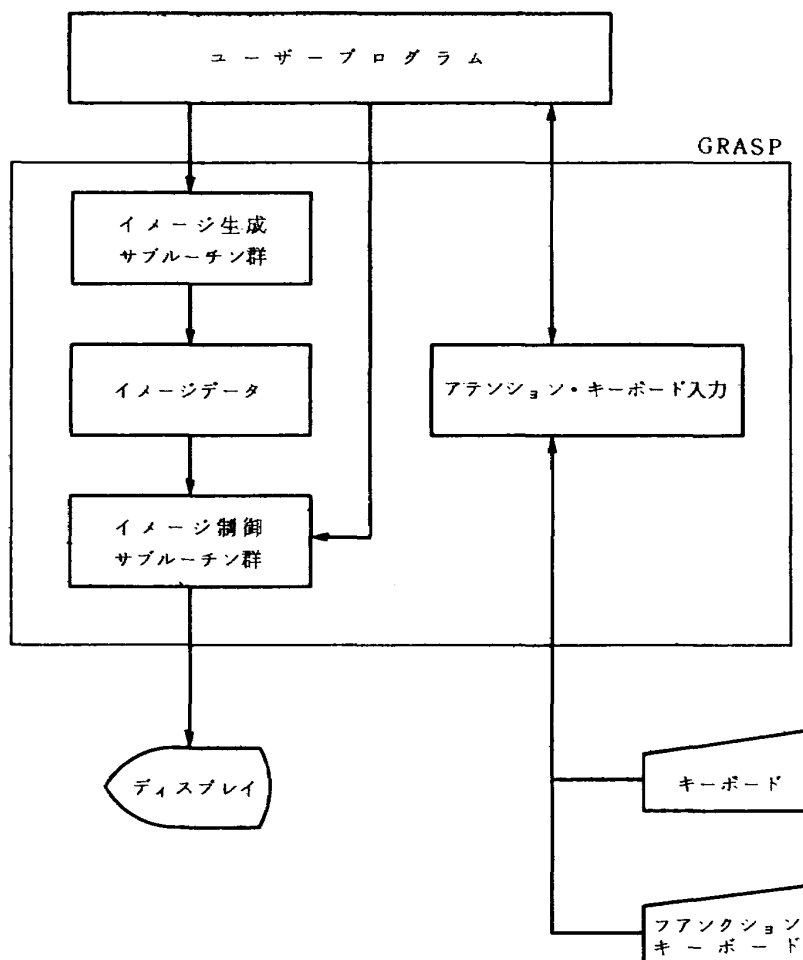 ユーザープログラム
GRASP
イメージ生成
サブルーチン群
イメージデータ
アテンション・キーボード入力
イメージ制御
サブルーチン群
ディスプレイ
キーボード
フアンクション
キーボード